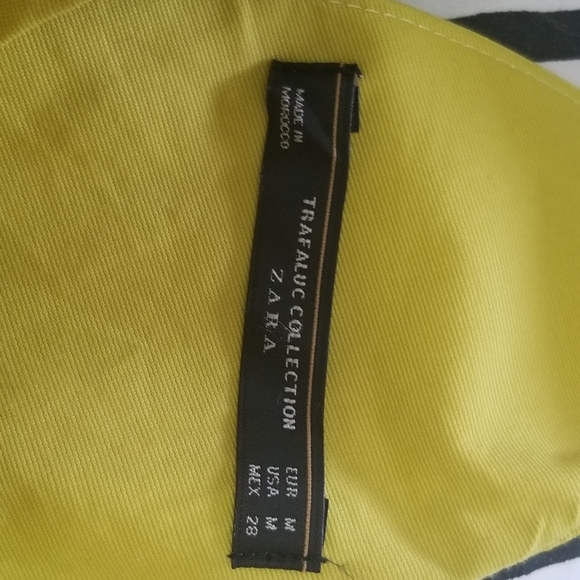 MADE IN
MOROCCO
TRAFALUC COLLECTION
ZARA
EUR M
USA M
MEX 28